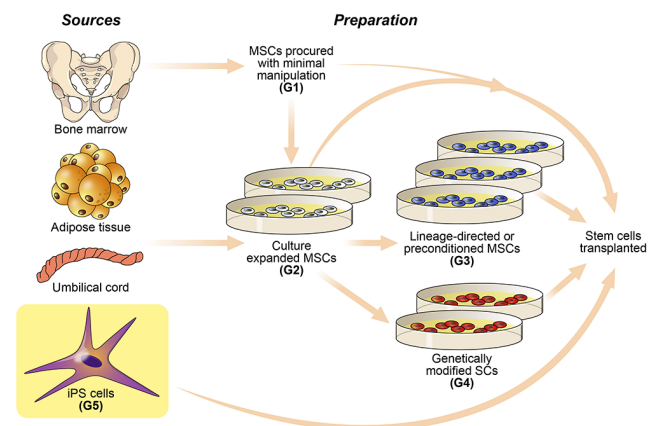 Sources
Preparation
MSCs procured
with minimal
manipulation
(G1)
Bone marrow
Adipose tissue
Umbilical cord
iPS cells
(G5)
Culture
expanded MSCs
(G2)
Lineage-directed or
preconditioned MSCs
(G3)
Genetically
modified SCs
(G4)
Stem cells
transplanted